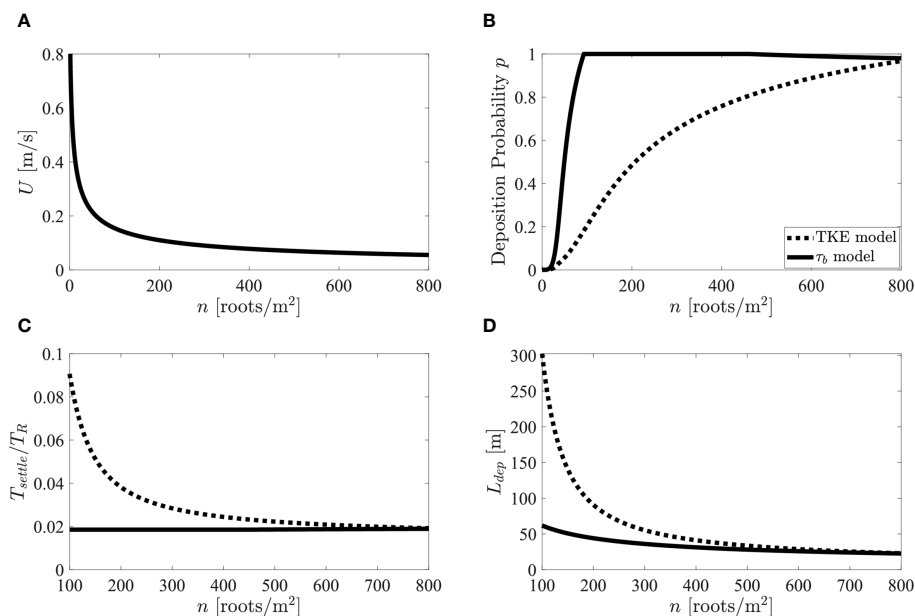 A
0.8
0.6
0.4
0.2
0
U [m/s]
0 200 400 600 800
n [roots/m²]
B
1
0.8
0.6
0.4
0.2
0
Deposition Probability p
TKE model
τb model
0 200 400 600 800
n [roots/m²]
C
0.1
0.08
0.06
0.04
0.02
0
Tsettle/TR
100 200 300 400 500 600 700 800
n [roots/m²]
D
300
250
200
150
100
50
0
Ldep [m]
100 200 300 400 500 600 700 800
n [roots/m²]